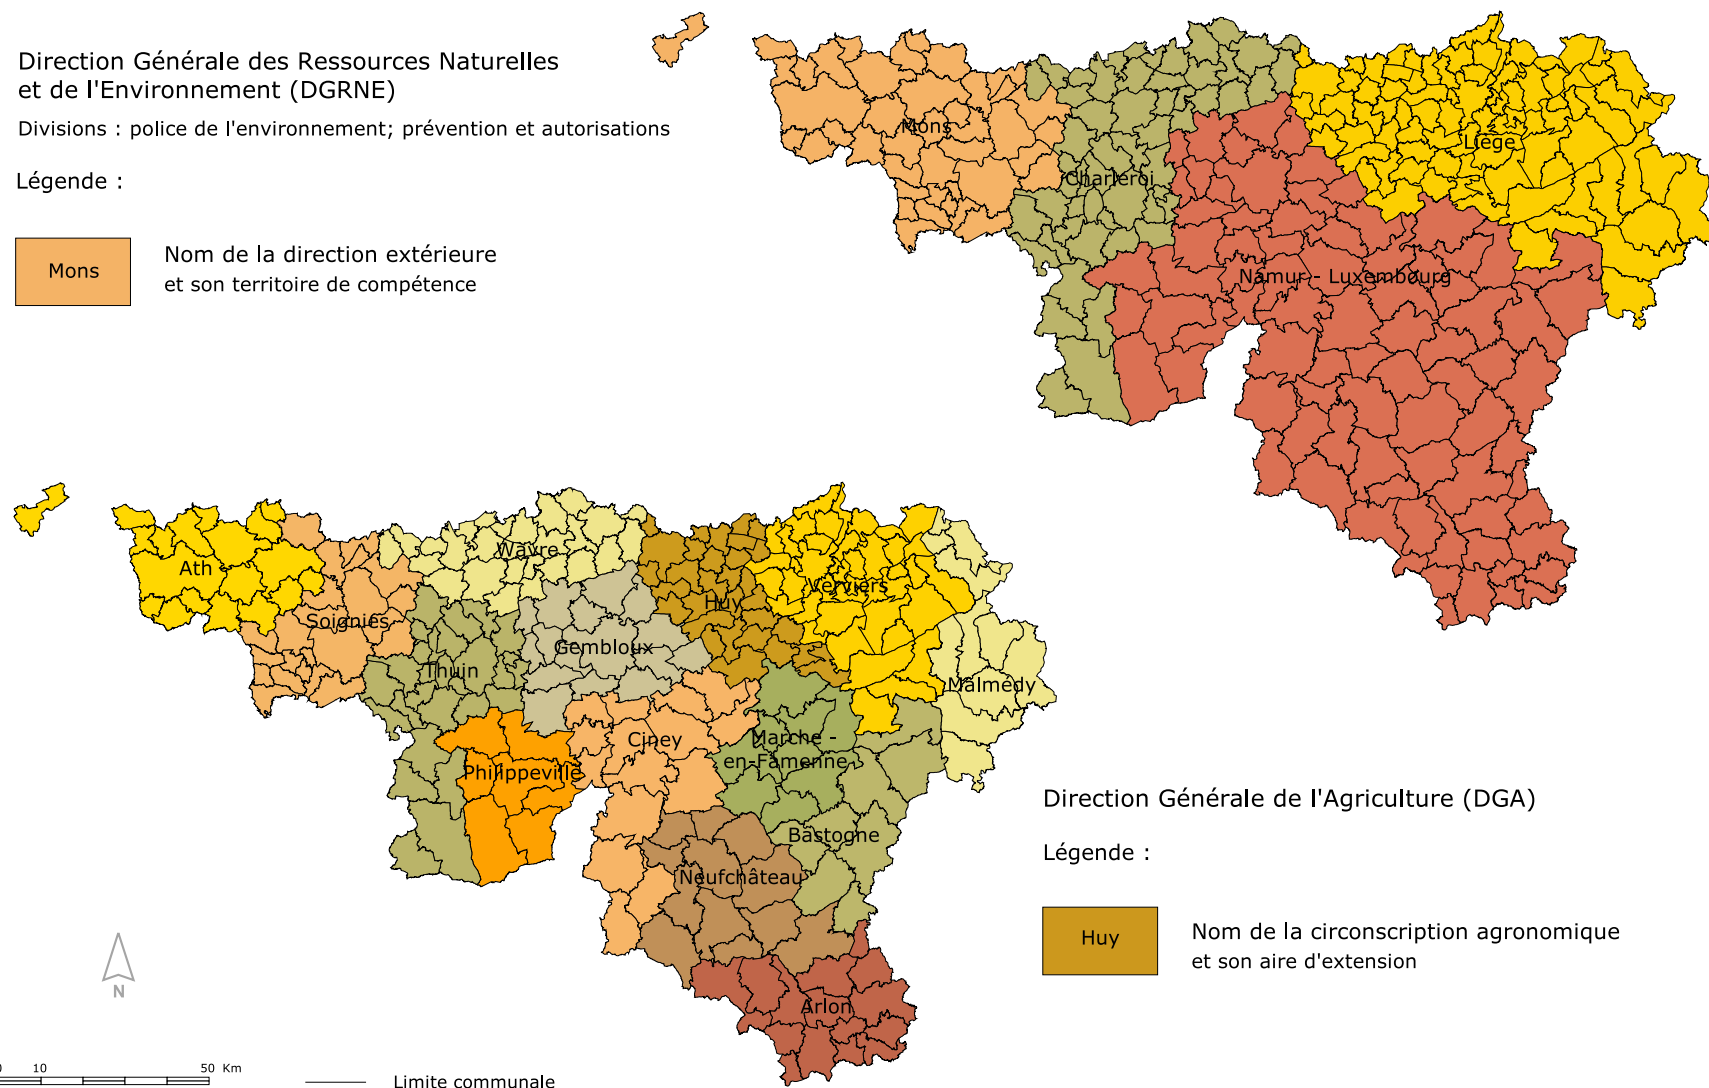 Direction Générale des Ressources Naturelles
et de l'Environnement (DGRNE)
Divisions : police de l'environnement; prévention et autorisations
Légende :
Mons
Nom de la direction extérieure
et son territoire de compétence
Mons
Charleroi
Liège
Namur - Luxembourg
Ath
Soignies
Wavre
Huy
Verviers
Thuin
Gembloux
Malmédy
Philippeville
Ciney
Marche -
en-Famenne
Bastogne
Neufchâteau
Arlon
Direction Générale de l'Agriculture (DGA)
Légende :
Huy
Nom de la circonscription agronomique
et son aire d'extension
N
0 10 50 Km
Limite communale